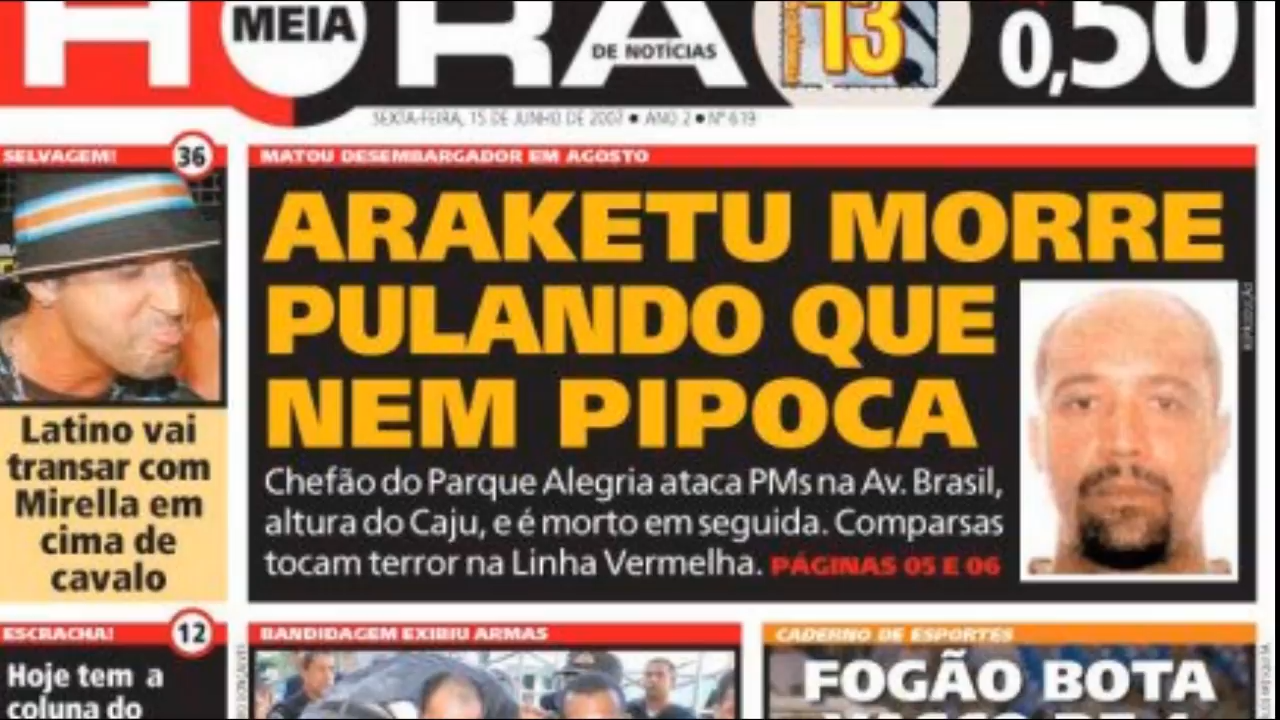 HORA
MEIA
DE NOTÍCIAS
13
0,50
SEXTA-FEIRA, 15 DE JUNHO DE 2007 ● ANO 2 ● Nº 619
SELVAGEM!
36
Latino vai
transar com
Mirella em
cima de
cavalo
MATOU DESEMBARGADOR EM AGOSTO
ARAKETU MORRE
PULANDO QUE
NEM PIPOCA
Chefão do Parque Alegria ataca PMs na Av. Brasil,
altura do Caju, e é morto em seguida. Comparsas
tocam terror na Linha Vermelha. PÁGINAS 05 E 06
REPRODUÇÃO
ESCRACHA!
12
Hoje tem a
coluna do
BANDIDAGEM EXIBIU ARMAS
CADERNO DE ESPORTES
FOGÃO BOTA